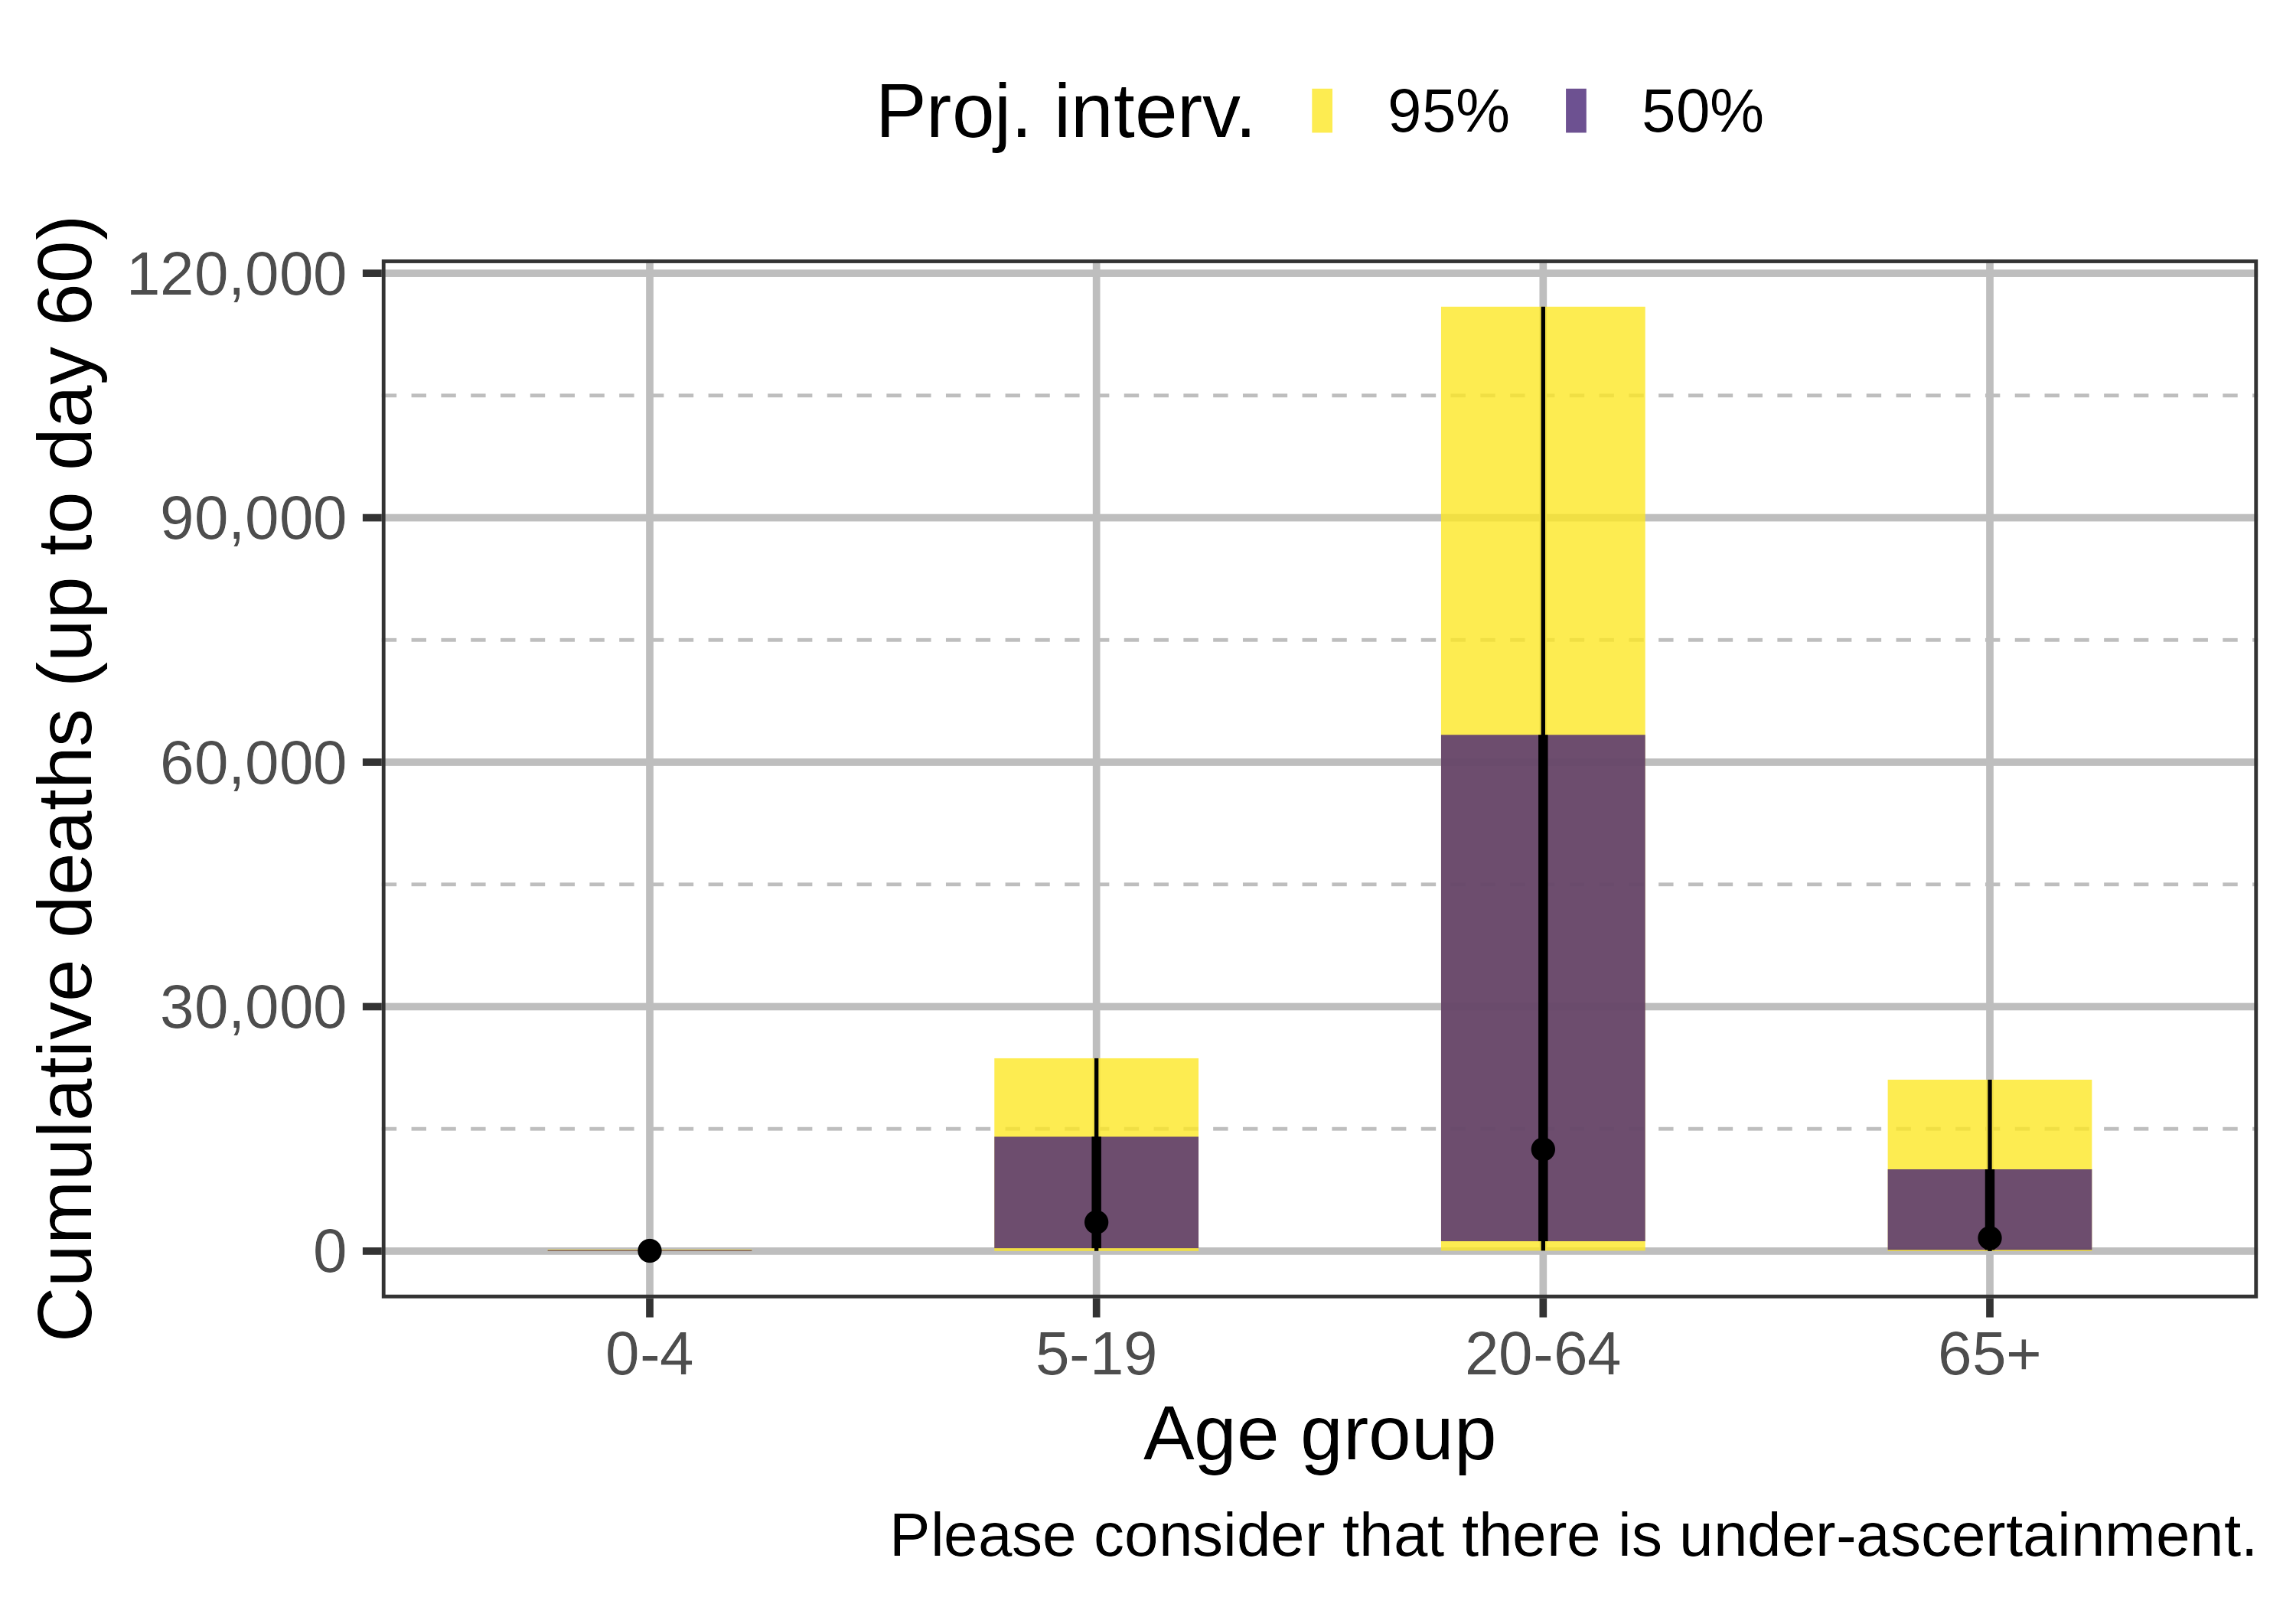 Proj. interv. 95% 50%
Cumulative deaths (up to day 60)
120,000
90,000
60,000
30,000
0
0-4 5-19 20-64 65+
Age group
Please consider that there is under-ascertainment.